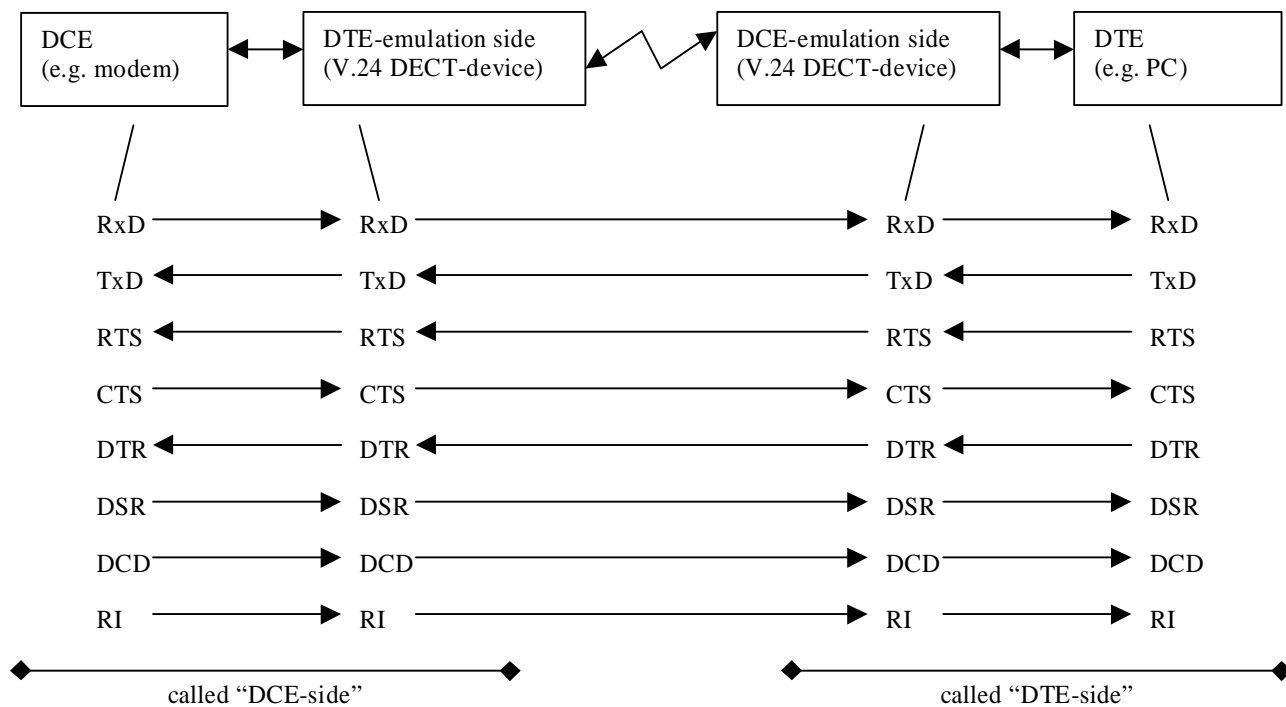 DCE
(e.g. modem)
DTE-emulation side
(V.24 DECT-device)
DCE-emulation side
(V.24 DECT-device)
DTE
(e.g. PC)
RxD RxD RxD RxD
TxD TxD TxD TxD
RTS RTS RTS RTS
CTS CTS CTS CTS
DTR DTR DTR DTR
DSR DSR DSR DSR
DCD DCD DCD DCD
RI RI RI RI
called “DCE-side” called “DTE-side”